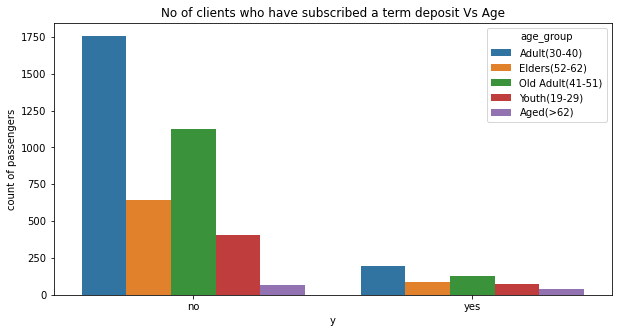 No of clients who have subscribed a term deposit Vs Age
age_group
Adult(30-40)
Elders(52-62)
Old Adult(41-51)
Youth(19-29)
Aged(>62)
count of passengers
1750
1500
1250
1000
750
500
250
0
no
yes
y